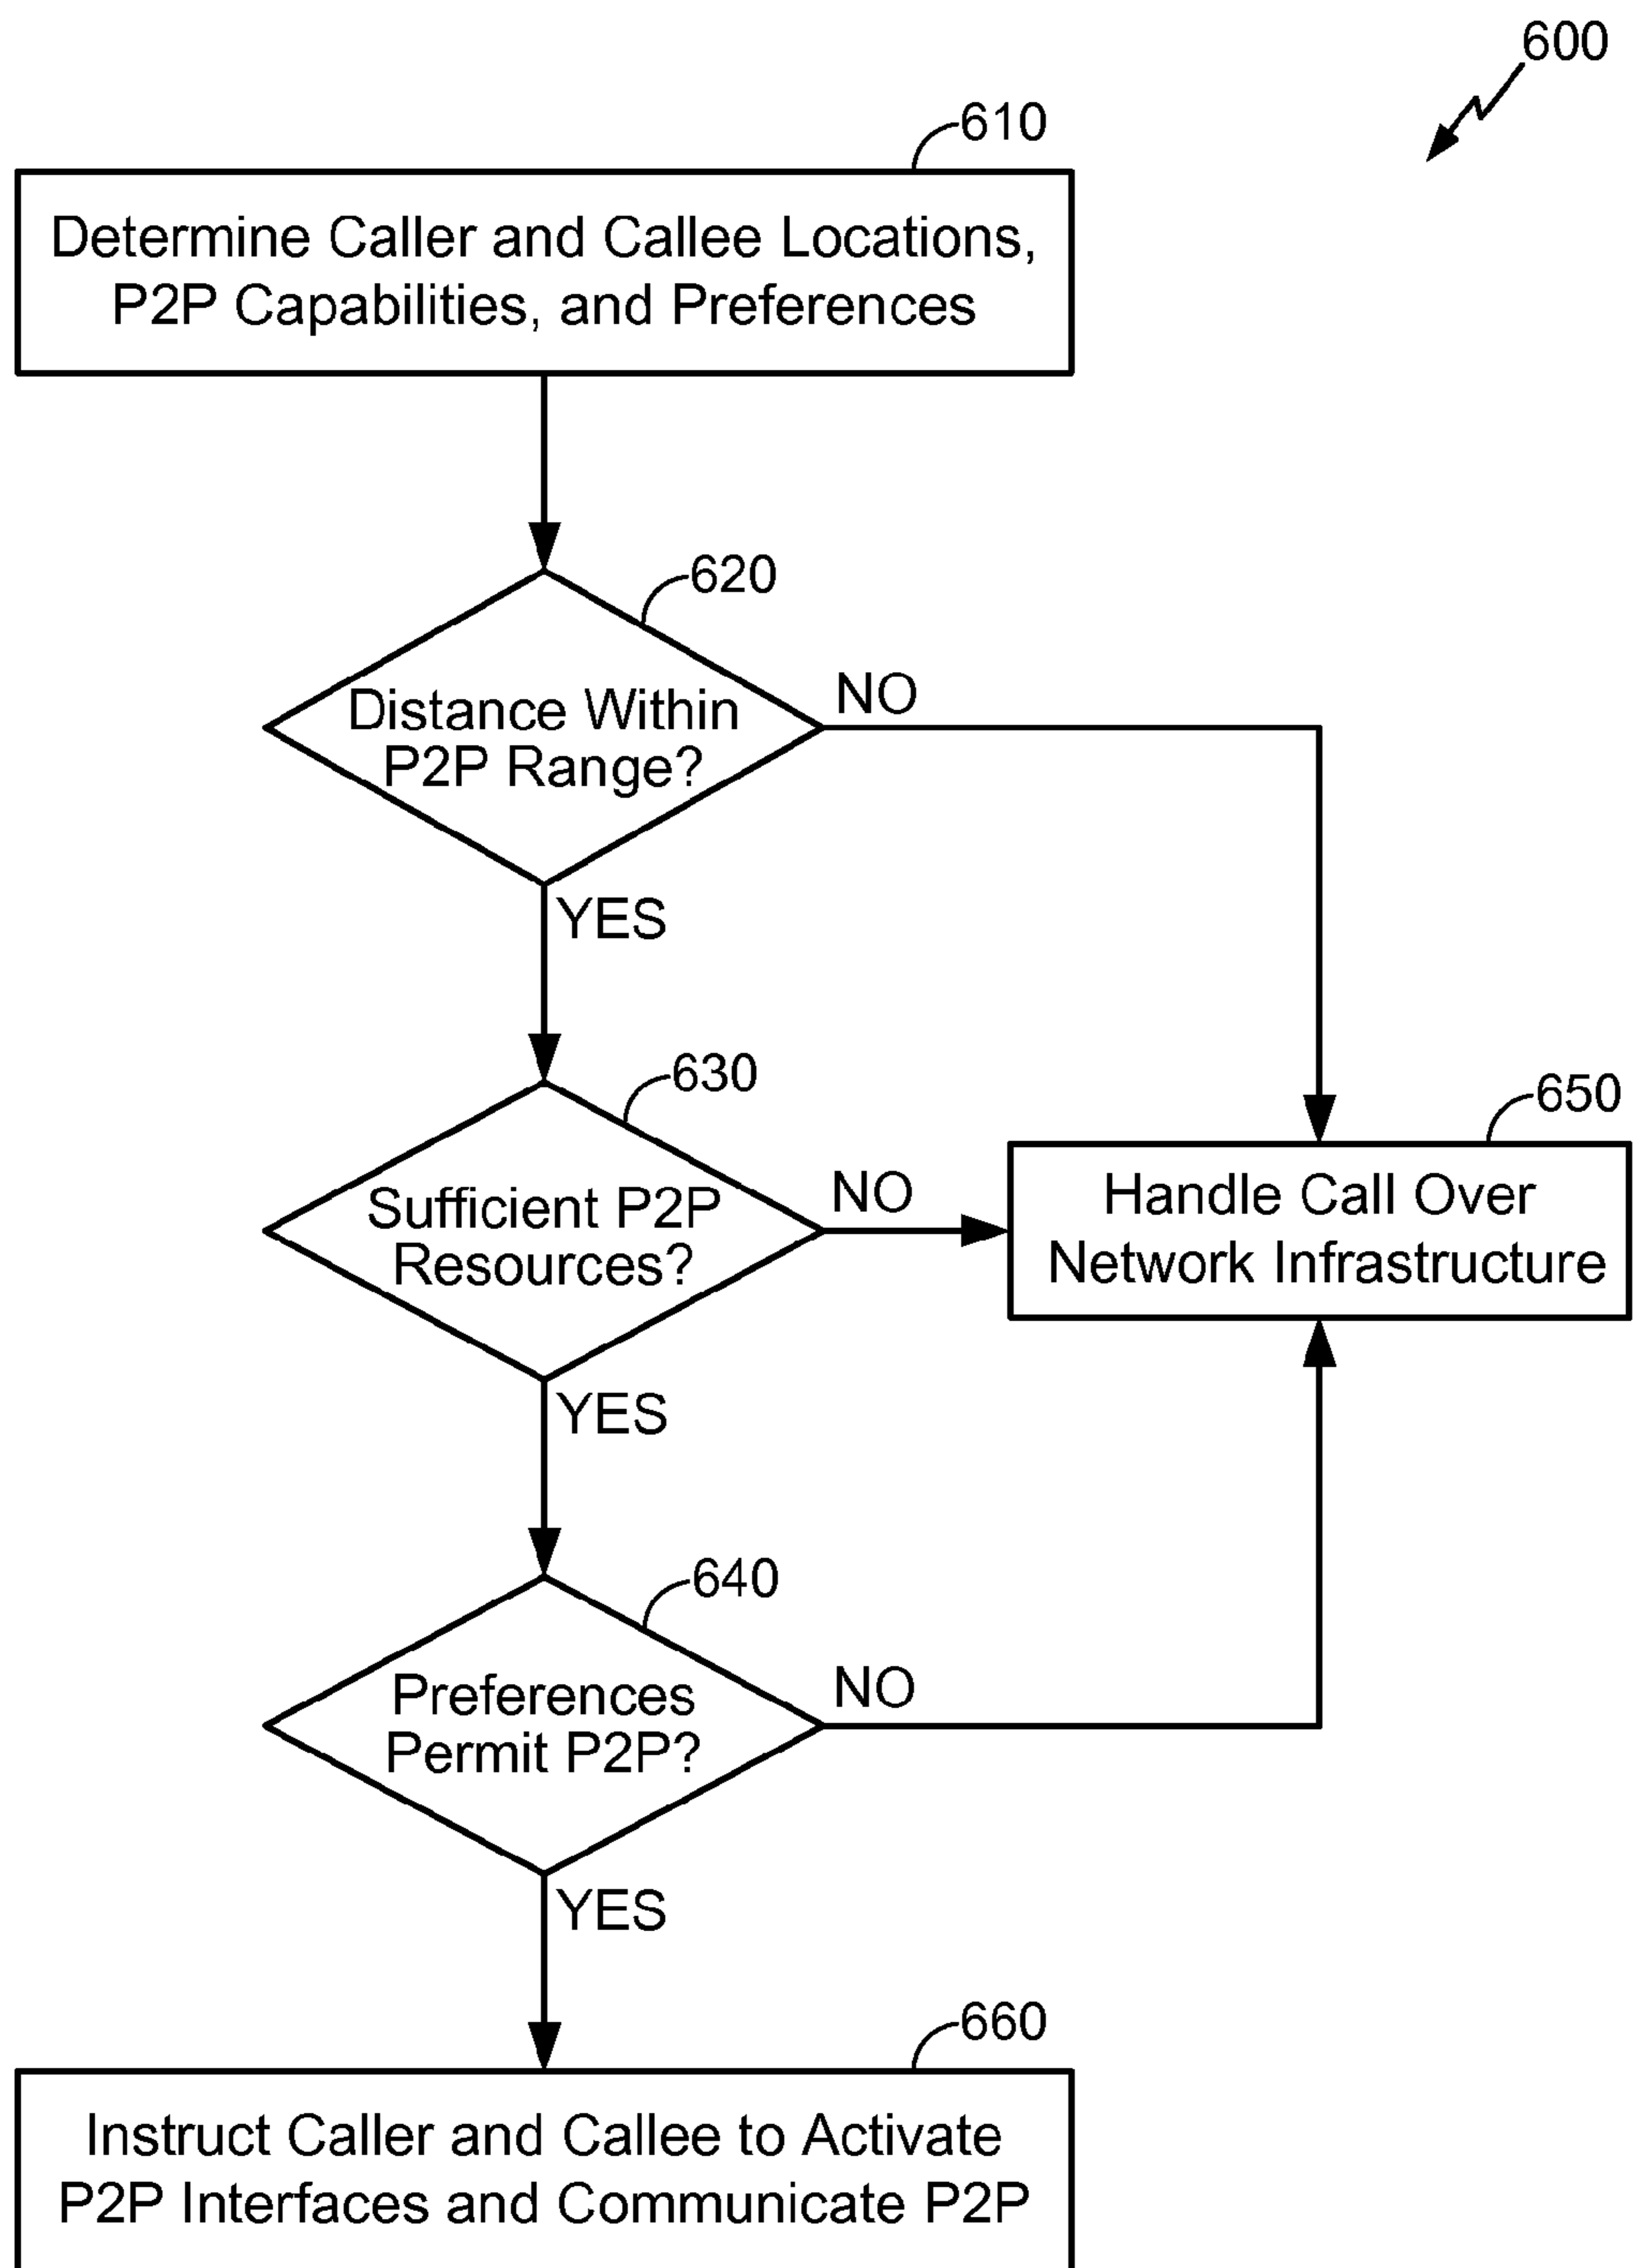 600
610
Determine Caller and Callee Locations,
P2P Capabilities, and Preferences
620
Distance Within
P2P Range?
NO
YES
630
Sufficient P2P
Resources?
NO
650
Handle Call Over
Network Infrastructure
YES
640
Preferences
Permit P2P?
NO
YES
660
Instruct Caller and Callee to Activate
P2P Interfaces and Communicate P2P